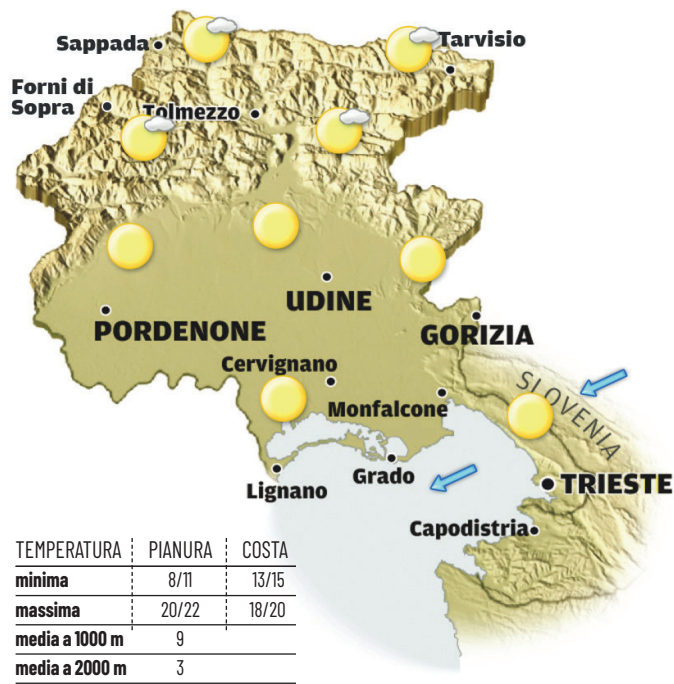 Sappada
Tarvisio
Forni di
Sopra
Tolmezzo
UDINE
PORDENONE
GORIZIA
Cervignano
SLOVENIA
Monfalcone
Grado
Lignano
TRIESTE
Capodistria
TEMPERATURA PIANURA COSTA
minima 8/11 13/15
massima 20/22 18/20
media a 1000 m 9
media a 2000 m 3